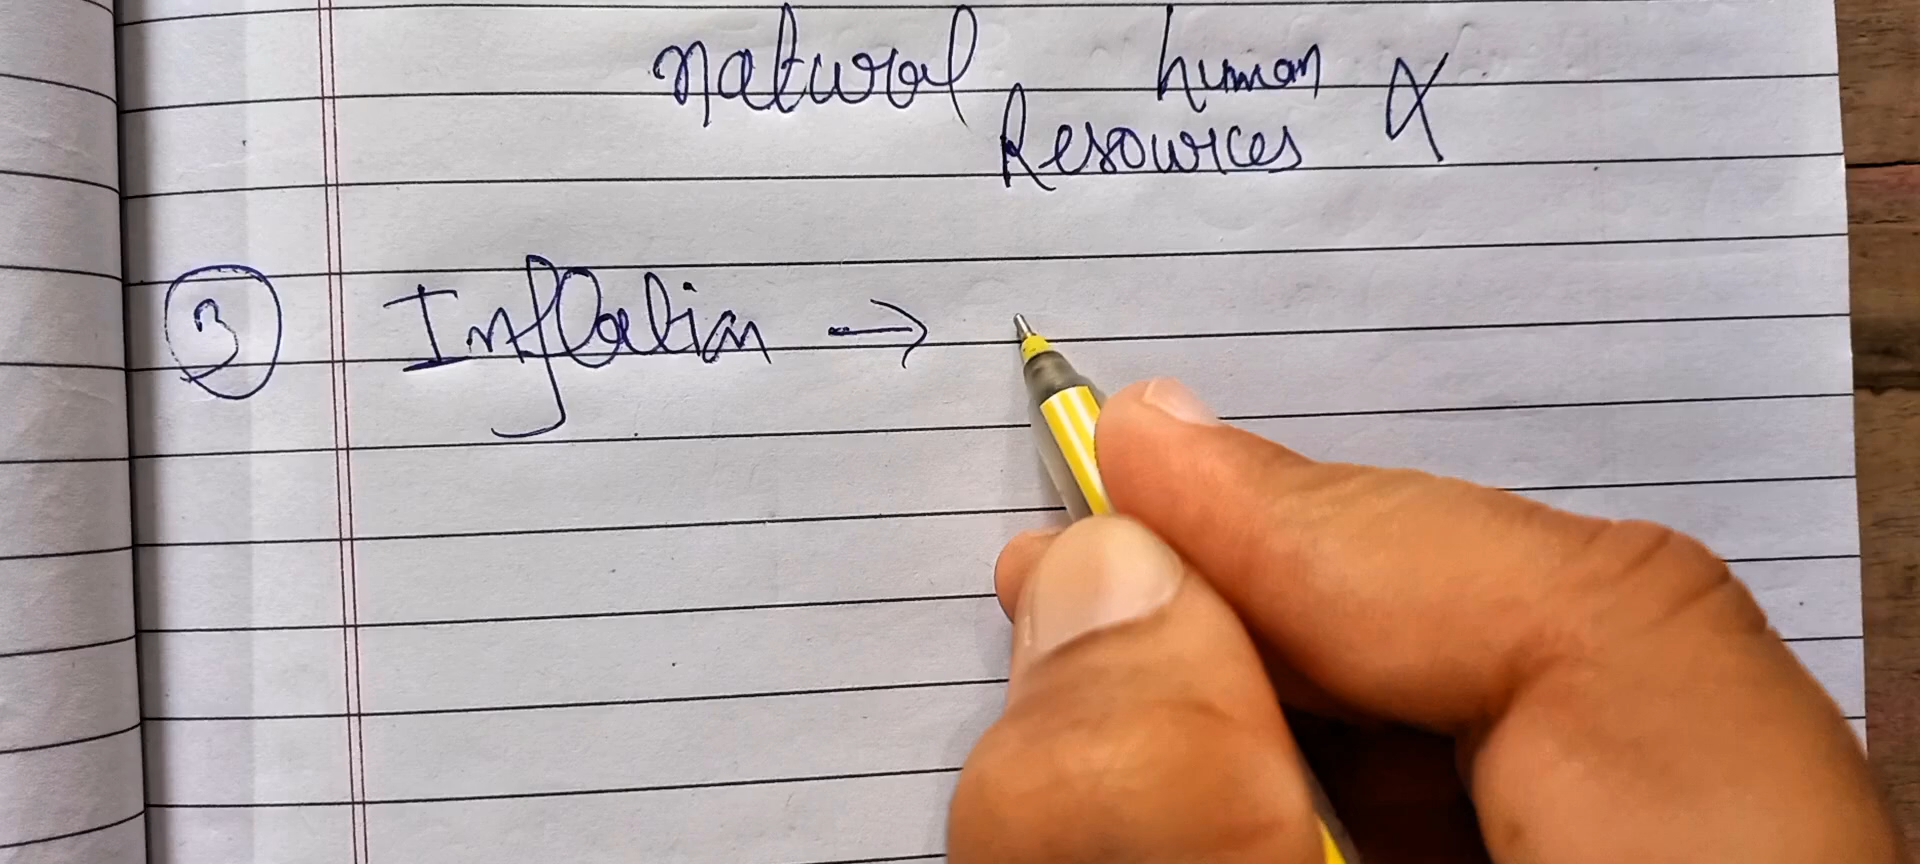 natural human
Resources X
③ Inflation →